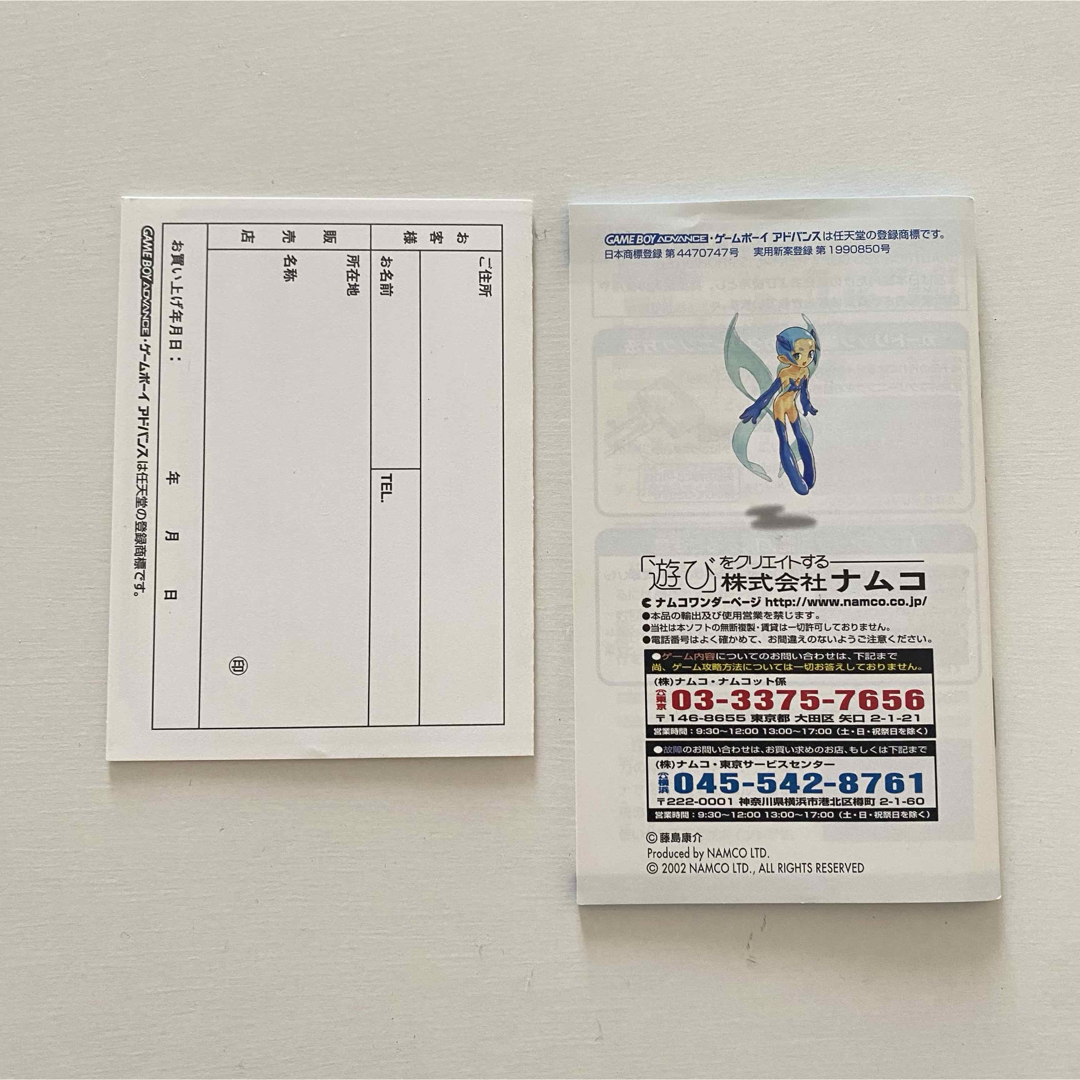 お客様
ご住所
お名前
TEL.
販売店
所在地
名称
㊞
お買い上げ年月日： 年 月 日
GAME BOY ADVANCE・ゲームボーイ アドバンスは任天堂の登録商標です。
GAME BOY ADVANCE・ゲームボーイ アドバンスは任天堂の登録商標です。
日本商標登録 第4470747号 実用新案登録 第1990850号
「遊び」をクリエイトする
株式会社ナムコ
ナムコワンダーページ http://www.namco.co.jp/
●本品の輸出及び使用営業を禁じます。
●当社は本ソフトの無断複製・賃貸は一切許可しておりません。
●電話番号はよく確かめて、お間違えのないようご注意ください。
●ゲーム内容についてのお問い合わせは、下記まで
尚、ゲーム攻略方法については一切お答えしておりません。
(株)ナムコ・ナムコット係
東京 03-3375-7656
〒146-8655 東京都 大田区 矢口 2-1-21
営業時間：9:30~12:00 13:00~17:00 (土・日・祝祭日を除く)
●故障のお問い合わせは、お買い求めのお店、もしくは下記まで
(株)ナムコ・東京サービスセンター
横浜 045-542-8761
〒222-0001 神奈川県横浜市港北区樽町 2-1-60
営業時間：9:30~12:00 13:00~17:00 (土・日・祝祭日を除く)
© 藤島康介
Produced by NAMCO LTD.
© 2002 NAMCO LTD., ALL RIGHTS RESERVED